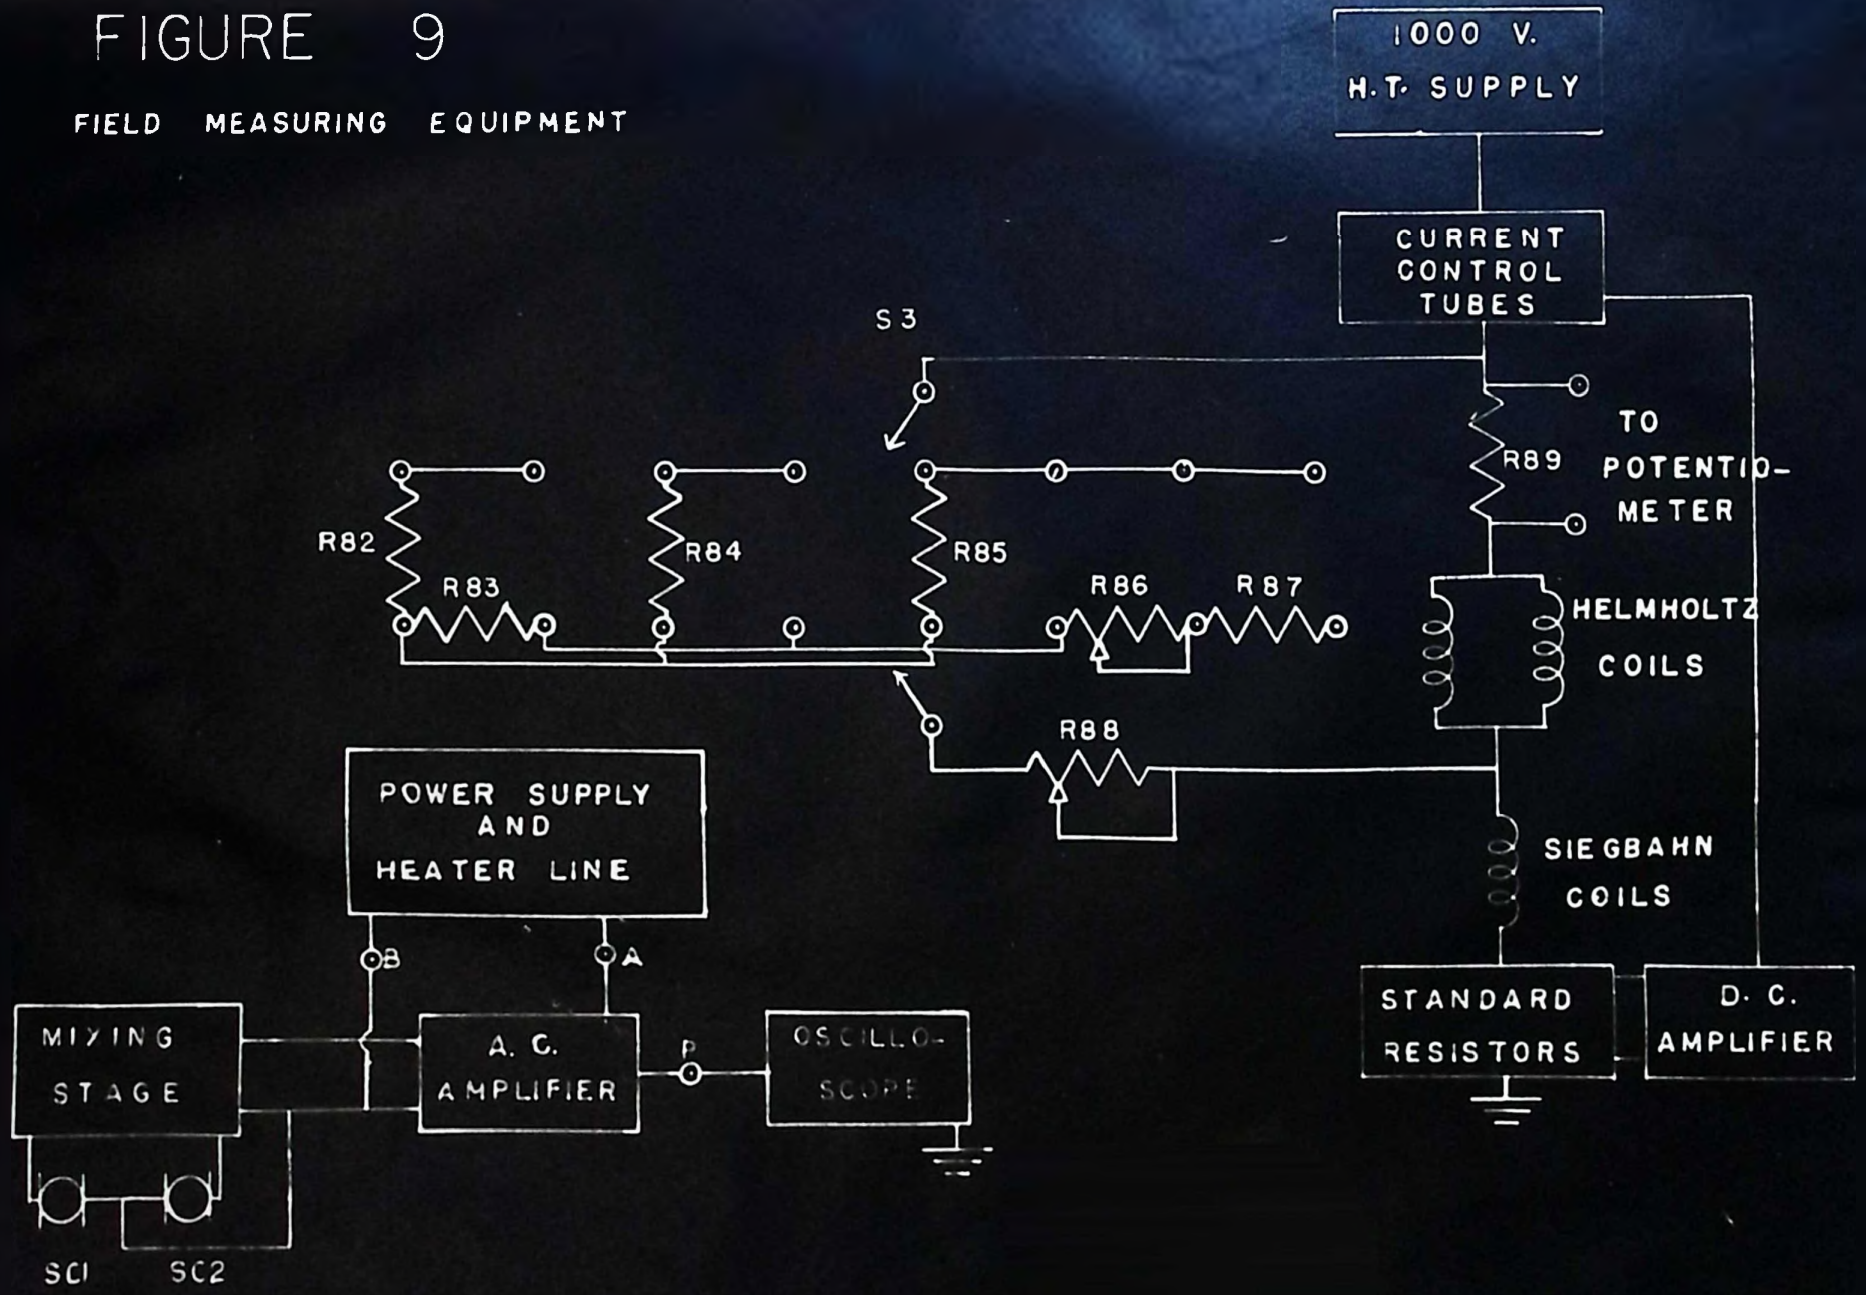 FIGURE 9
FIELD MEASURING EQUIPMENT
1000 V.
H.T. SUPPLY
CURRENT
CONTROL
TUBES
S3
TO
POTENTIO-
METER
R89
R82
R83
R84
R85
R86
R87
HELMHOLTZ
COILS
R88
POWER SUPPLY
AND
HEATER LINE
SIEGBAHN
COILS
B
A
MIXING
STAGE
A. C.
AMPLIFIER
P
OSCILLO-
SCOPE
STANDARD
RESISTORS
D. C.
AMPLIFIER
SC1
SC2